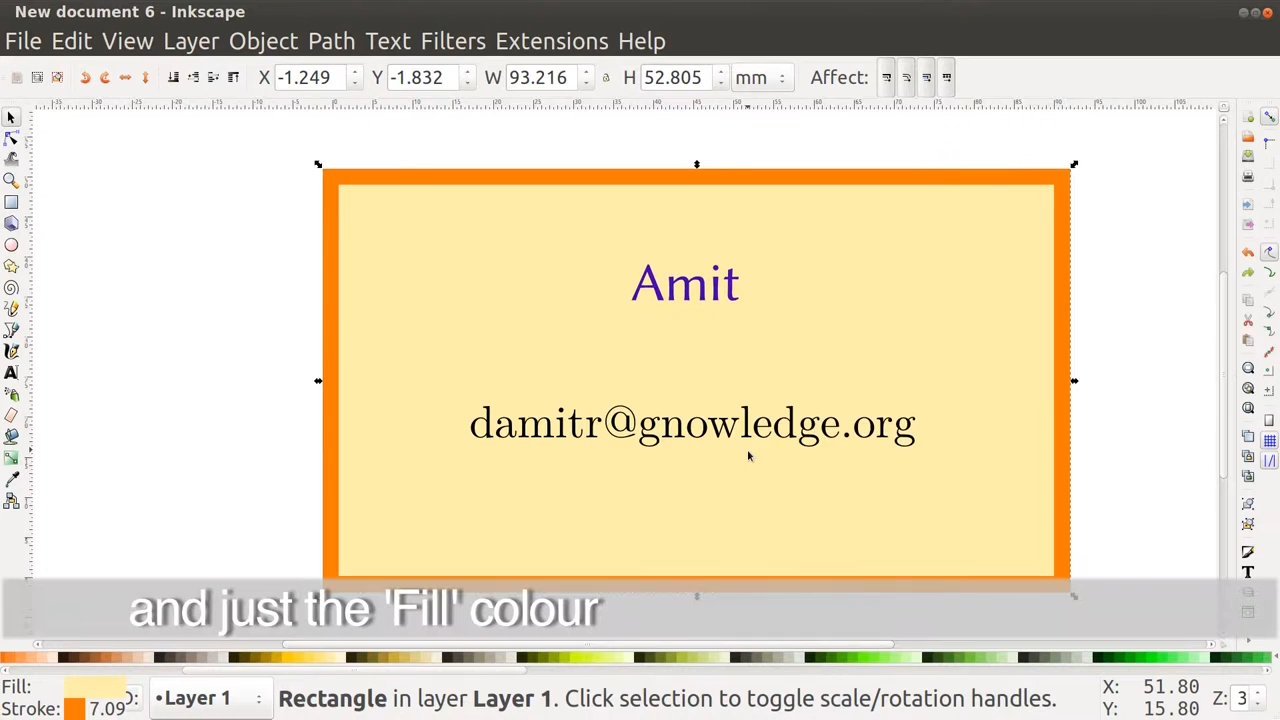 New document 6 - Inkscape
File Edit View Layer Object Path Text Filters Extensions Help
X -1.249 Y -1.832 W 93.216 H 52.805 mm Affect:
Amit
damitr@gnowledge.org
and just the 'Fill' colour
Fill:
Stroke: 7.09 O: •Layer 1 Rectangle in layer Layer 1. Click selection to toggle scale/rotation handles. X: 51.80 Z: 3
Y: 15.80